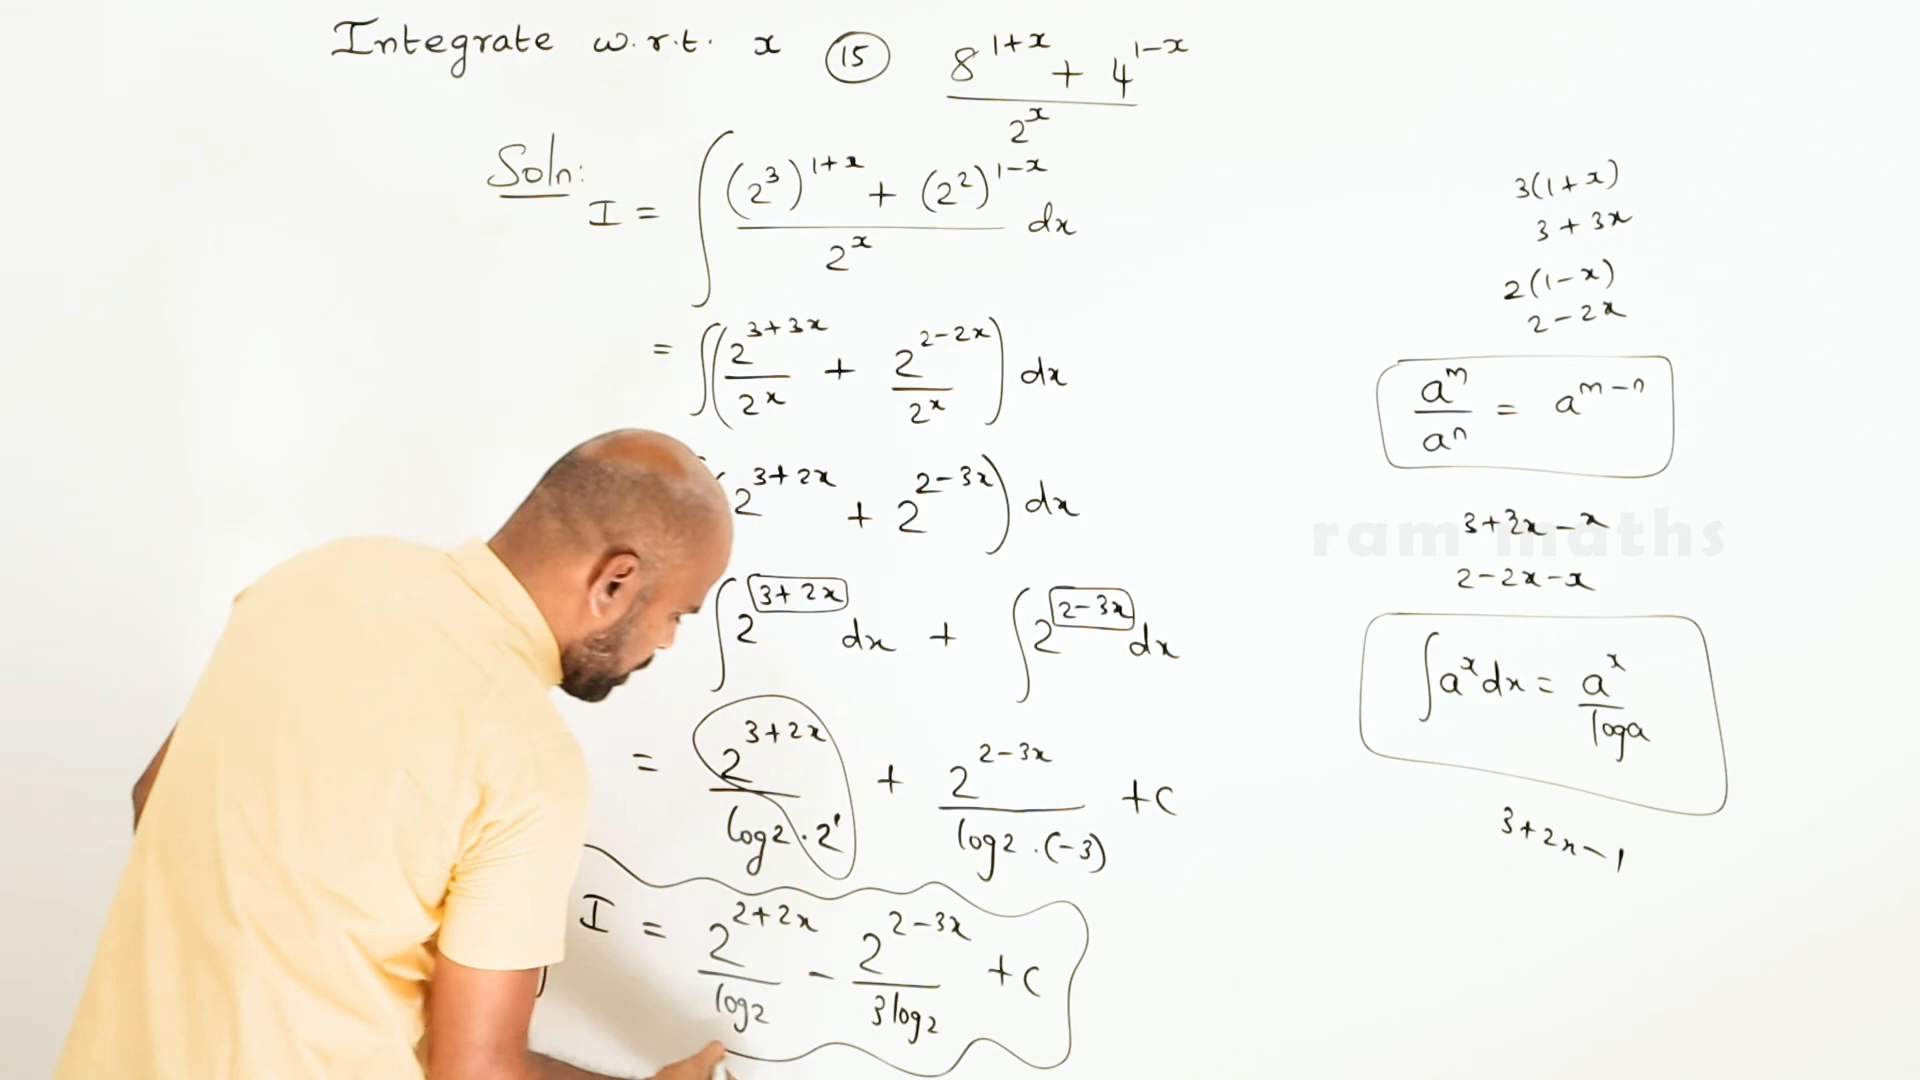 Integrate w.r.t. x (15) 8^(1+x) + 4^(1-x) / 2^x
Soln:
I = ∫ (2^3)^(1+x) + (2^2)^(1-x) / 2^x dx
= ∫(2^(3+3x) / 2^x + 2^(2-2x) / 2^x) dx
2^(3+2x) + 2^(2-3x)) dx
∫2^(3+2x) dx + ∫2^(2-3x) dx
= 2^(3+2x) / log2 · 2^1 + 2^(2-3x) / log2 · (-3) + c
I = 2^(2+2x) / log2 - 2^(2-3x) / 3 log2 + c
3(1+x)
3 + 3x
2(1-x)
2-2x
a^m / a^n = a^(m-n)
3+3x-x
ram maths
2-2x-x
∫a^x dx = a^x / loga
3+2x-1